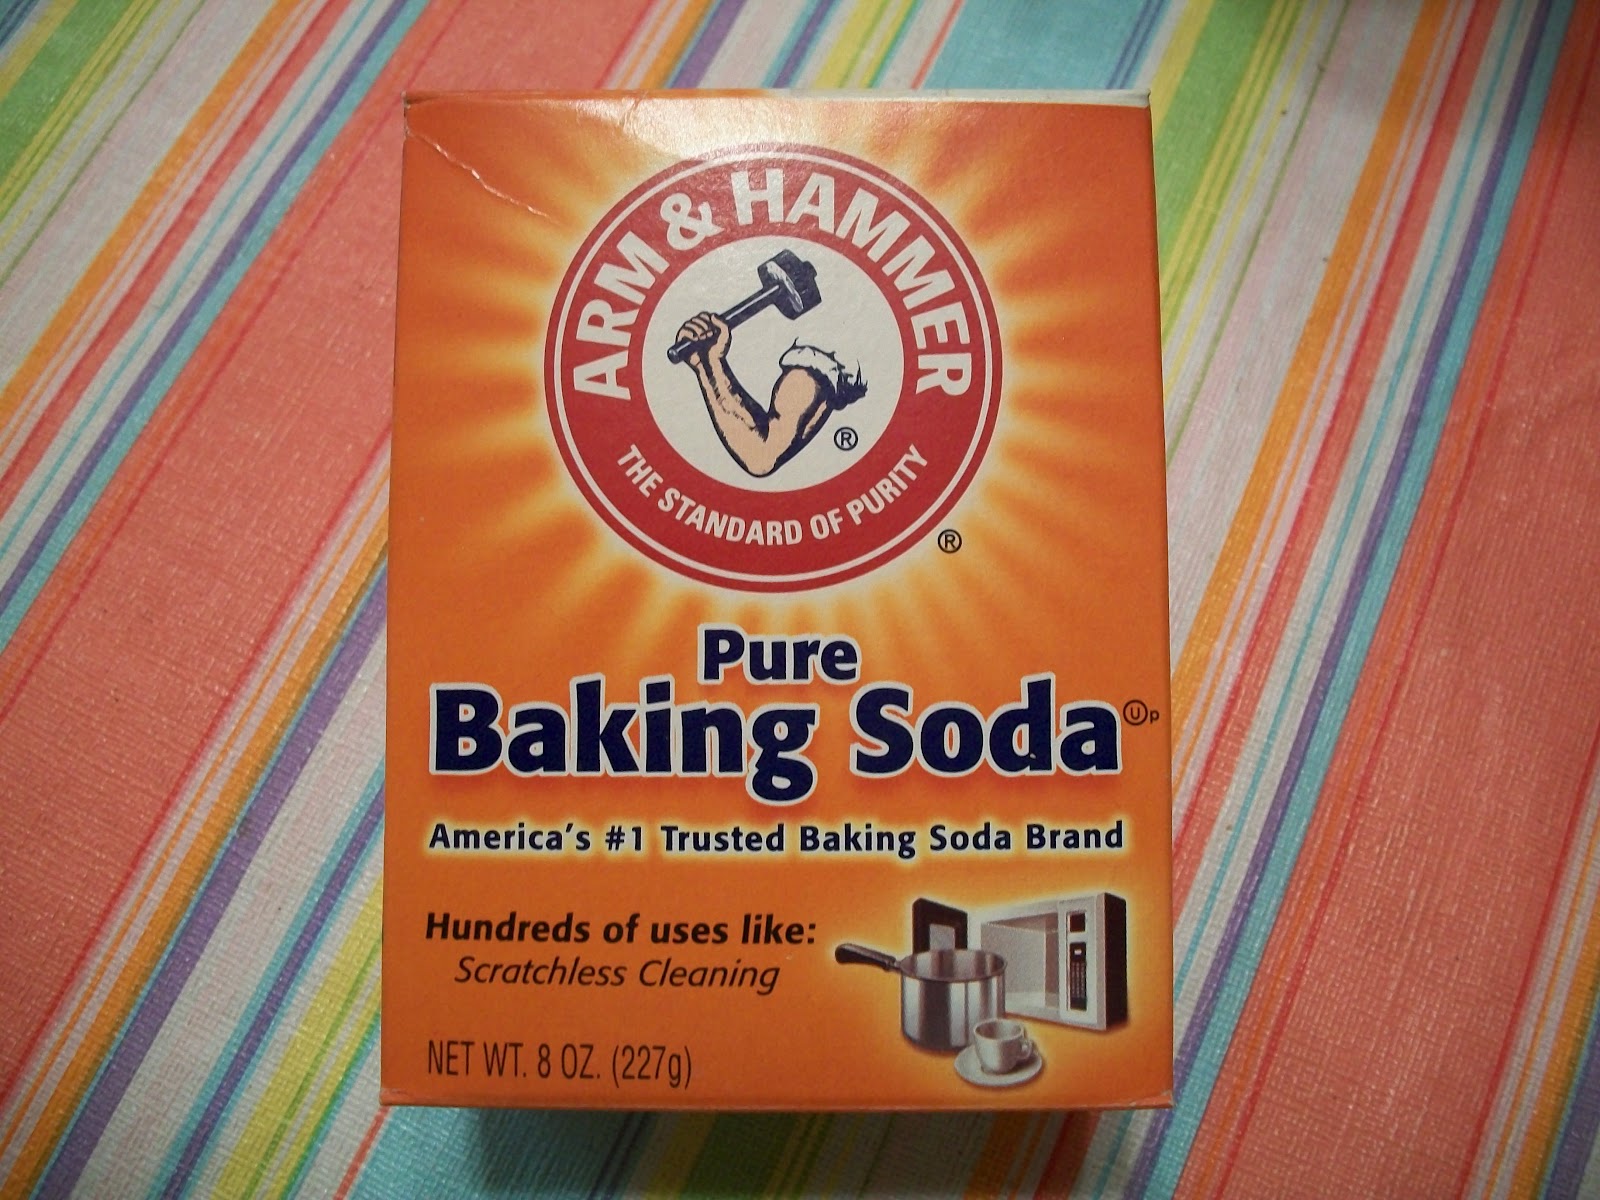 ARM & HAMMER
®
THE STANDARD OF PURITY
®
Pure
Baking Soda Ⓤp
America's #1 Trusted Baking Soda Brand
Hundreds of uses like:
Scratchless Cleaning
NET WT. 8 OZ. (227g)